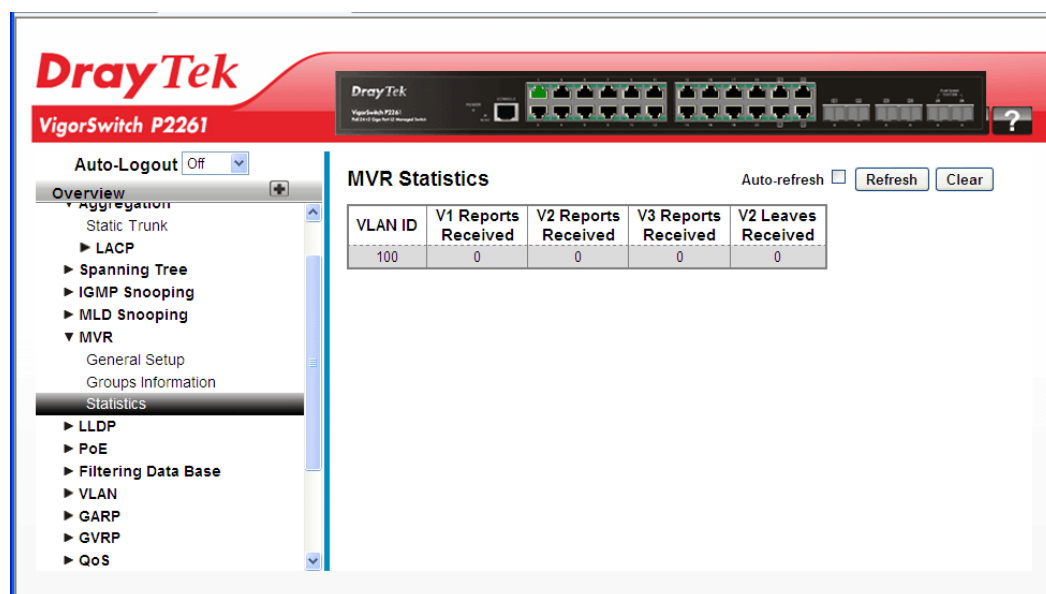 DrayTek
VigorSwitch P2261
DrayTek
VigorSwitch P2261
CONSOLE
POWER
?
Auto-Logout Off
Overview
Aggregation
Static Trunk
LACP
Spanning Tree
IGMP Snooping
MLD Snooping
MVR
General Setup
Groups Information
Statistics
LLDP
PoE
Filtering Data Base
VLAN
GARP
GVRP
QoS
MVR Statistics
Auto-refresh Refresh Clear
VLAN ID V1 Reports Received V2 Reports Received V3 Reports Received V2 Leaves Received
100 0 0 0 0